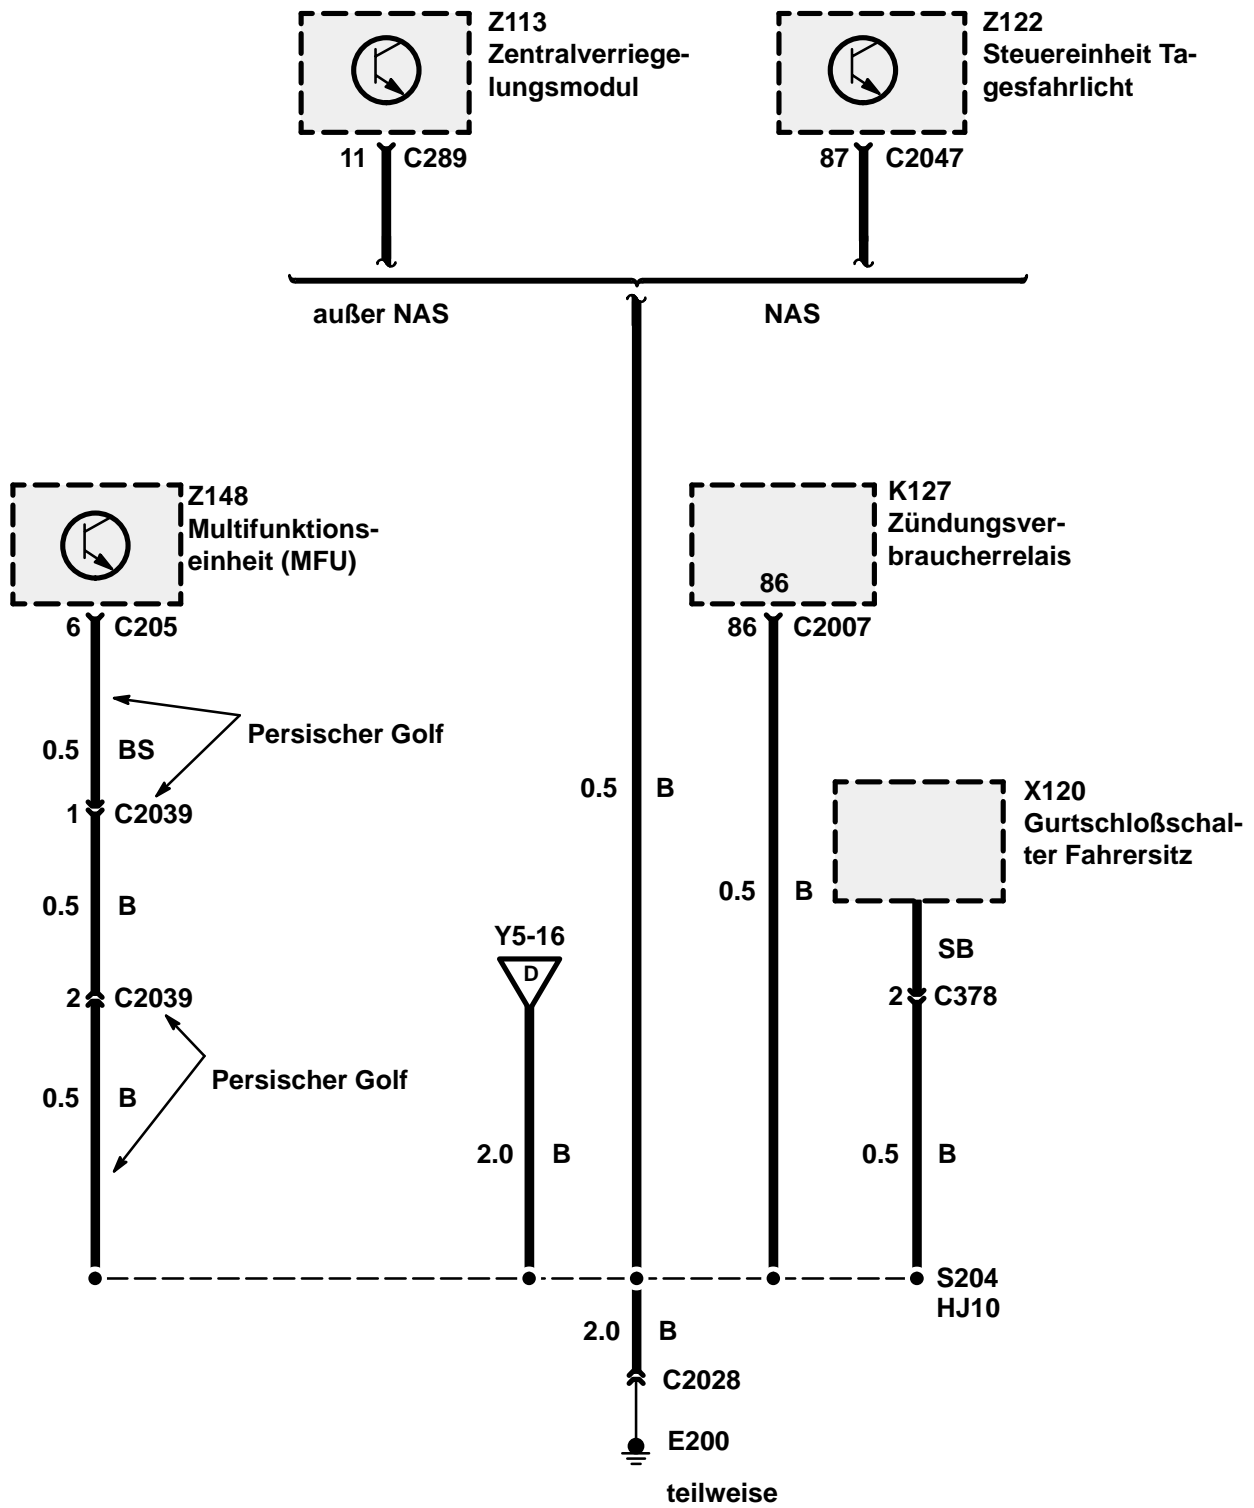 Z113
Zentralverriege-
lungsmodul
Z122
Steuereinheit Ta-
gesfahrlicht
11 C289
87 C2047
außer NAS
NAS
Z148
Multifunktions-
einheit (MFU)
K127
Zündungsver-
braucherrelais
86
6 C205
86 C2007
Persischer Golf
0.5 BS
0.5 B
X120
Gurtschloßschal-
ter Fahrersitz
1 C2039
0.5 B
0.5 B
Y5-16
D
SB
2 C2039
2 C378
Persischer Golf
0.5 B
2.0 B
0.5 B
S204
HJ10
2.0 B
C2028
E200
teilweise